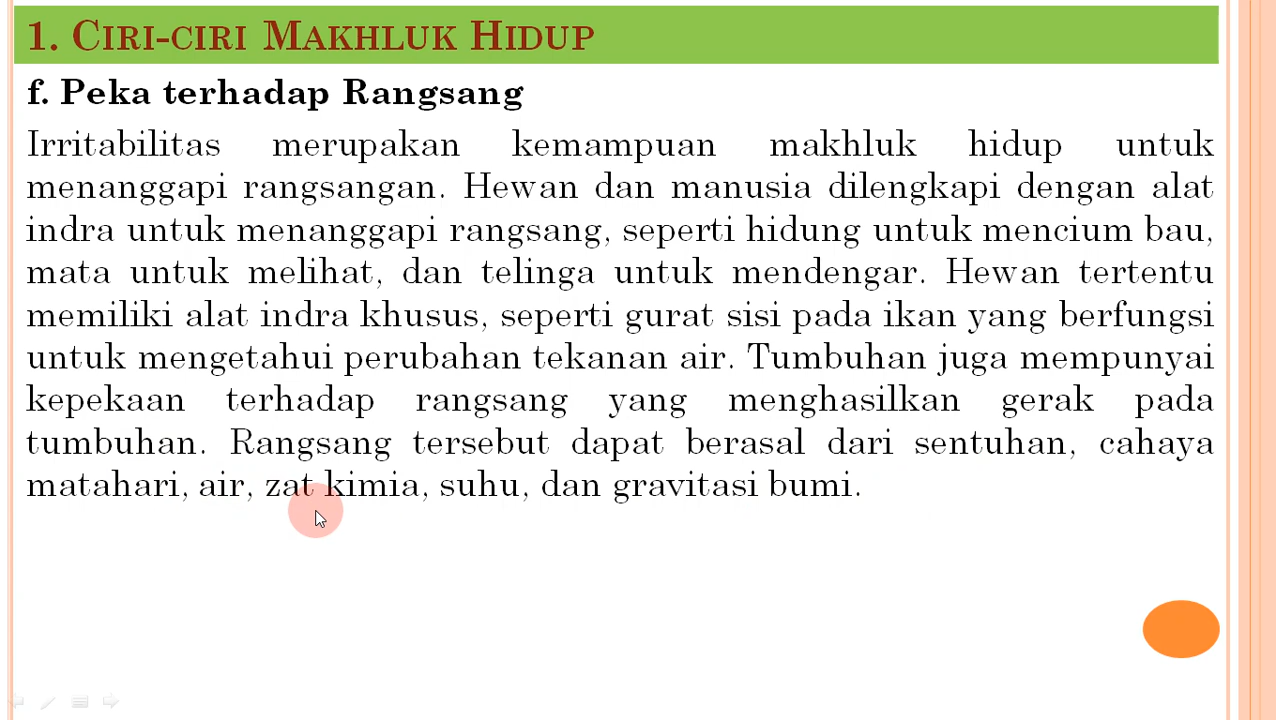 1. CIRI-CIRI MAKHLUK HIDUP
f. Peka terhadap Rangsang
Irritabilitas merupakan kemampuan makhluk hidup untuk
menanggapi rangsangan. Hewan dan manusia dilengkapi dengan alat
indra untuk menanggapi rangsang, seperti hidung untuk mencium bau,
mata untuk melihat, dan telinga untuk mendengar. Hewan tertentu
memiliki alat indra khusus, seperti gurat sisi pada ikan yang berfungsi
untuk mengetahui perubahan tekanan air. Tumbuhan juga mempunyai
kepekaan terhadap rangsang yang menghasilkan gerak pada
tumbuhan. Rangsang tersebut dapat berasal dari sentuhan, cahaya
matahari, air, zat kimia, suhu, dan gravitasi bumi.